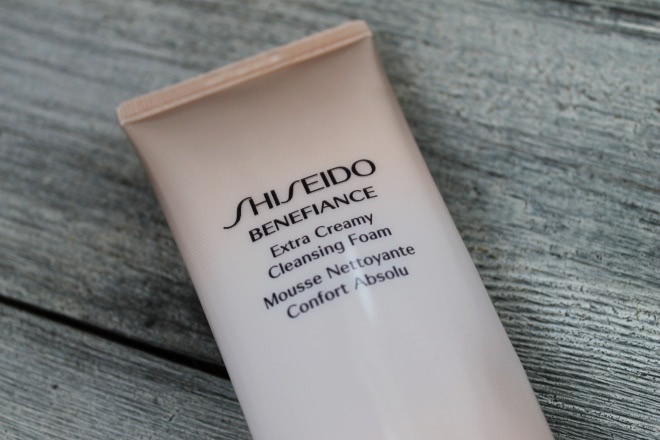 SHISEIDO
BENEFIANCE
Extra Creamy
Cleansing Foam
Mousse Nettoyante
Confort Absolu